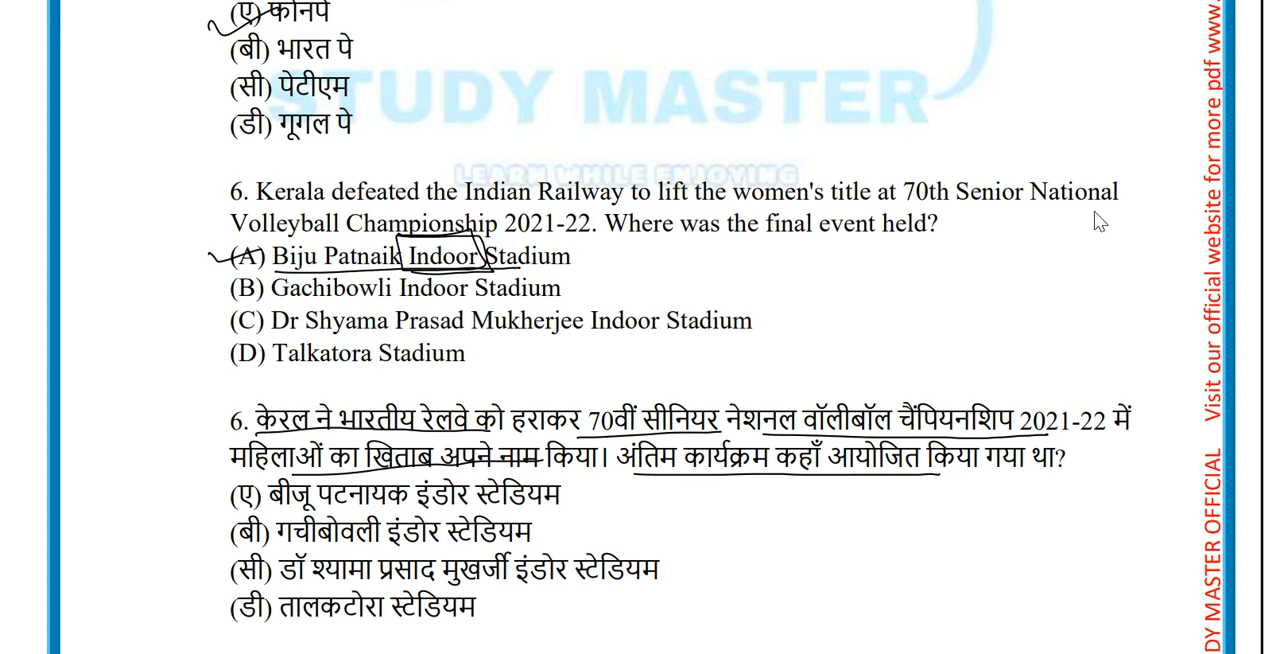 (ए) फोनपे
(बी) भारत पे
(सी) पेटीएम
(डी) गूगल पे
STUDY MASTER
LEARN WHILE ENJOYING
6. Kerala defeated the Indian Railway to lift the women's title at 70th Senior National
Volleyball Championship 2021-22. Where was the final event held?
(A) Biju Patnaik Indoor Stadium
(B) Gachibowli Indoor Stadium
(C) Dr Shyama Prasad Mukherjee Indoor Stadium
(D) Talkatora Stadium
6. केरल ने भारतीय रेलवे को हराकर 70वीं सीनियर नेशनल वॉलीबॉल चैंपियनशिप 2021-22 में
महिलाओं का खिताब अपने नाम किया। अंतिम कार्यक्रम कहाँ आयोजित किया गया था?
(ए) बीजू पटनायक इंडोर स्टेडियम
(बी) गचीबोवली इंडोर स्टेडियम
(सी) डॉ श्यामा प्रसाद मुखर्जी इंडोर स्टेडियम
(डी) तालकटोरा स्टेडियम
DY MASTER OFFICIAL Visit our official website for more pdf www.